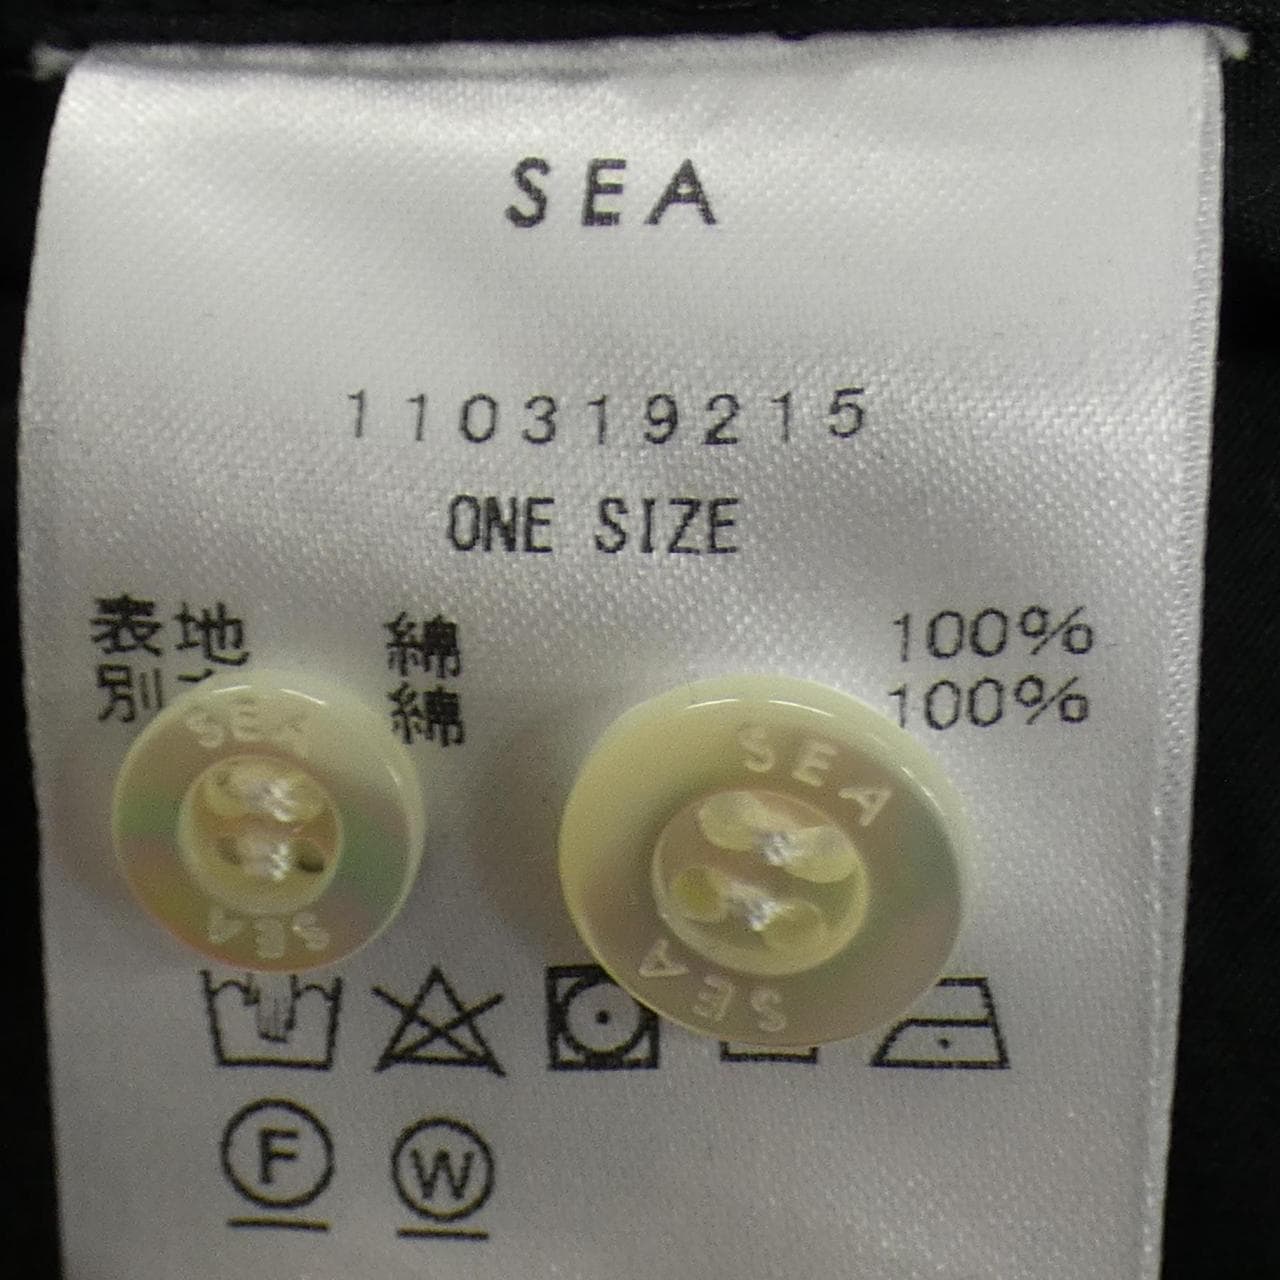 SEA
110319215
ONE SIZE
表地 綿 100%
別 綿 100%
SEA
SEA
SEA
SEA
F
W